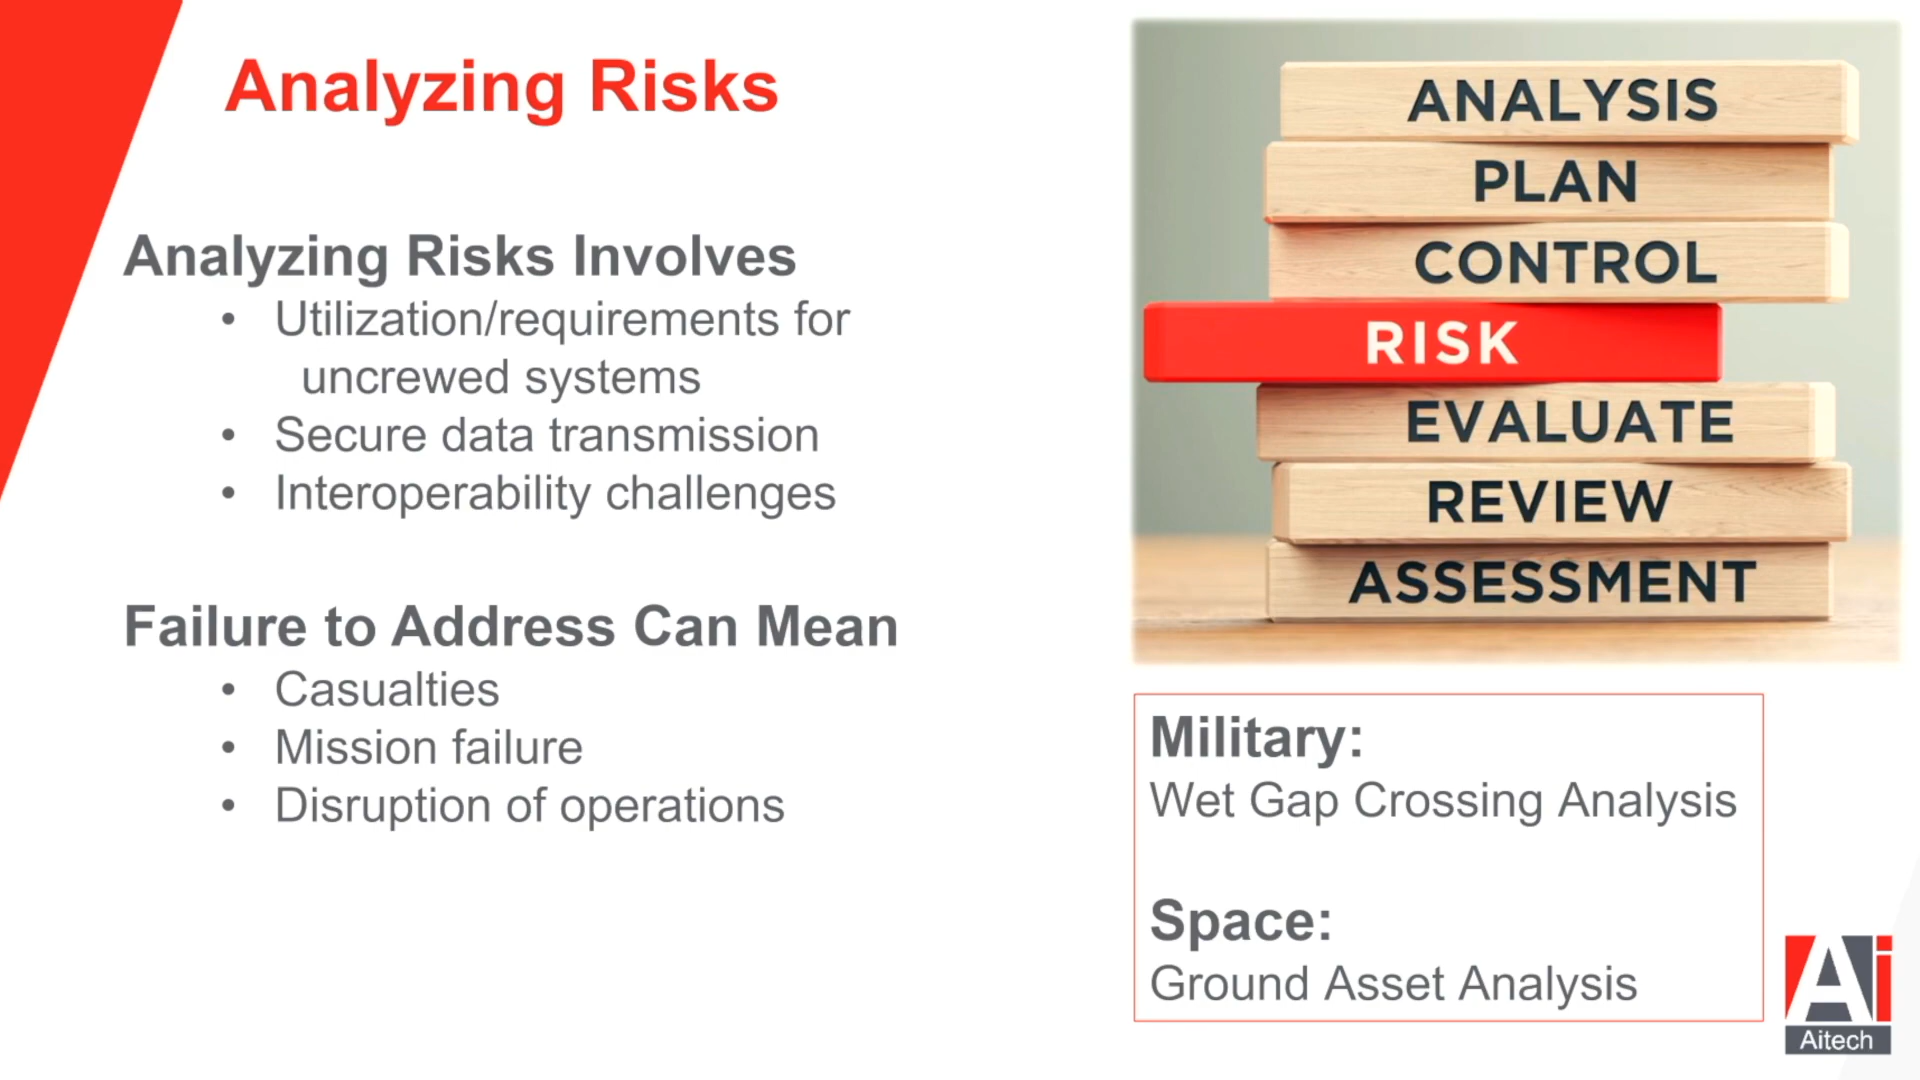 Analyzing Risks
Analyzing Risks Involves
• Utilization/requirements for
uncrewed systems
• Secure data transmission
• Interoperability challenges
Failure to Address Can Mean
• Casualties
• Mission failure
• Disruption of operations
ANALYSIS
PLAN
CONTROL
RISK
EVALUATE
REVIEW
ASSESSMENT
Military:
Wet Gap Crossing Analysis
Space:
Ground Asset Analysis
Ai
Aitech